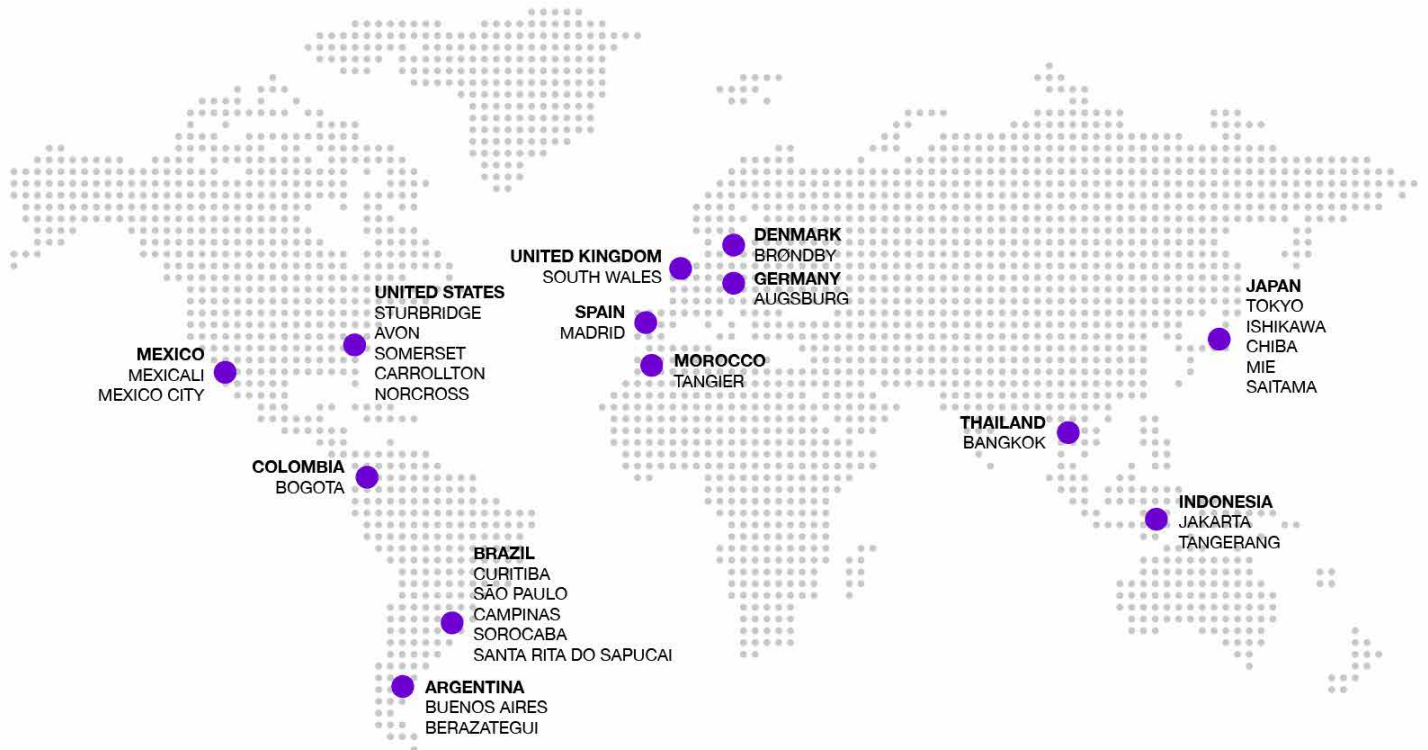 DENMARK
BRØNDBY
UNITED KINGDOM
SOUTH WALES
GERMANY
AUGSBURG
UNITED STATES
STURBRIDGE
AVON
SOMERSET
CARROLLTON
NORCROSS
SPAIN
MADRID
JAPAN
TOKYO
ISHIKAWA
CHIBA
MIE
SAITAMA
MEXICO
MEXICALI
MEXICO CITY
MOROCCO
TANGIER
THAILAND
BANGKOK
COLOMBIA
BOGOTA
INDONESIA
JAKARTA
TANGERANG
BRAZIL
CURITIBA
SÃO PAULO
CAMPINAS
SOROCABA
SANTA RITA DO SAPUCAI
ARGENTINA
BUENOS AIRES
BERAZATEGUI